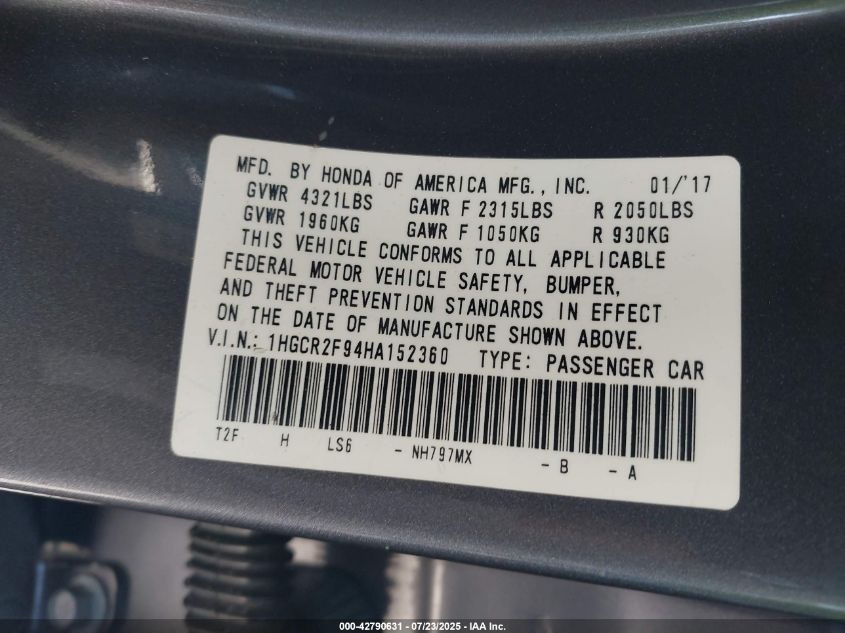 MFD. BY HONDA OF AMERICA MFG., INC. 01/'17
GVWR 4321LBS GAWR F 2315LBS R 2050LBS
GVWR 1960KG GAWR F 1050KG R 930KG
THIS VEHICLE CONFORMS TO ALL APPLICABLE
FEDERAL MOTOR VEHICLE SAFETY, BUMPER,
AND THEFT PREVENTION STANDARDS IN EFFECT
ON THE DATE OF MANUFACTURE SHOWN ABOVE.
V.I.N.: 1HGCR2F94HA152360 TYPE: PASSENGER CAR
T2F H LS6 - NH797MX - B - A
000-42790631 - 07/23/2025 - IAA Inc.